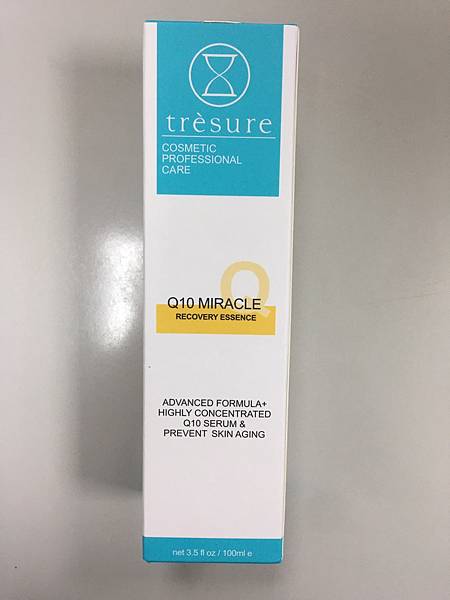 trèsure
COSMETIC
PROFESSIONAL
CARE
Q
Q10 MIRACLE
RECOVERY ESSENCE
ADVANCED FORMULA+
HIGHLY CONCENTRATED
Q10 SERUM &
PREVENT SKIN AGING
net 3.5 fl oz / 100ml e